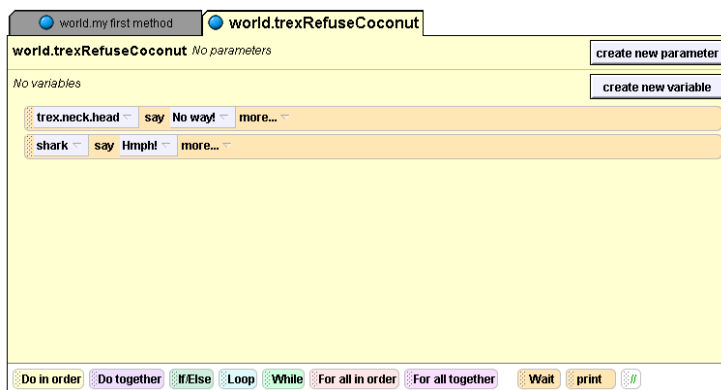 world.my first method world.trexRefuseCoconut
world.trexRefuseCoconut No parameters create new parameter
No variables create new variable
trex.neck.head say No way! more...
shark say Hmph! more...
Do in order Do together If/Else Loop While For all in order For all together Wait print //